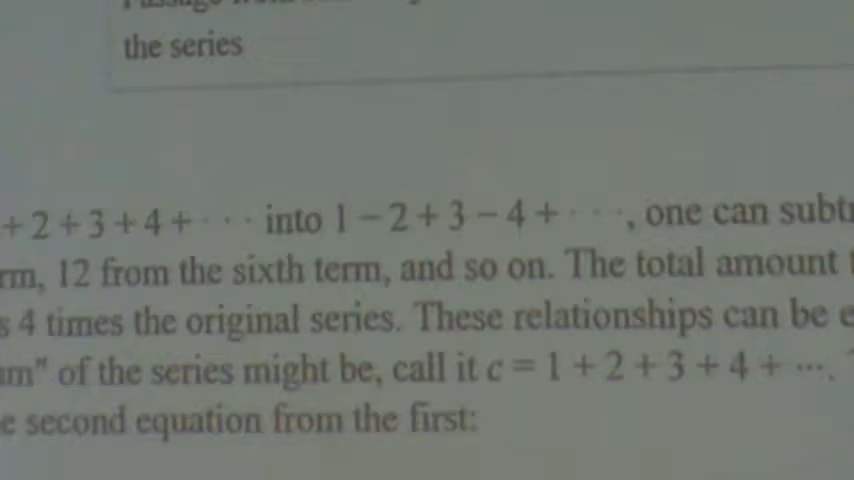 the series
+ 2 + 3 + 4 + · · · into 1 − 2 + 3 − 4 + · · · , one can
12 from the sixth term, and so on. The total amount
4 times the original series. These relationships can be
of the series might be, call it c = 1 + 2 + 3 + 4 + ··· .
second equation from the first: